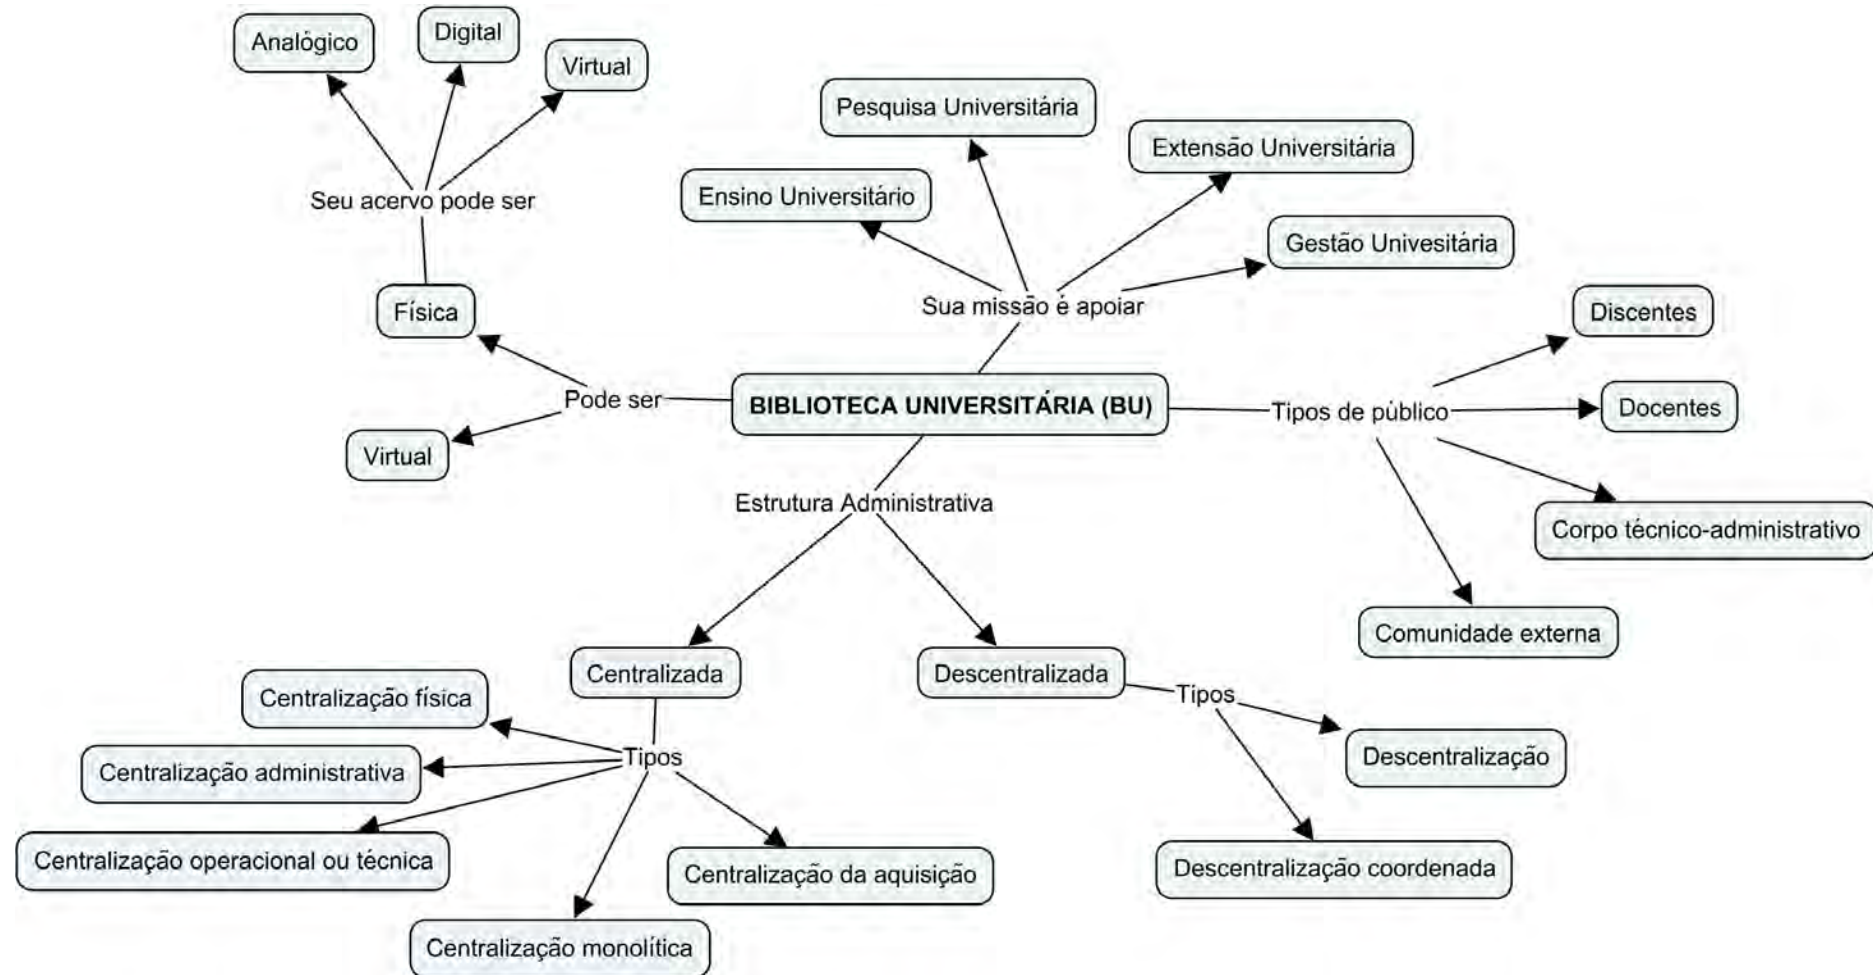 Analógico
Digital
Virtual
Seu acervo pode ser
Física
Pode ser
Virtual
Pesquisa Universitária
Extensão Universitária
Ensino Universitário
Gestão Univesitária
Sua missão é apoiar
BIBLIOTECA UNIVERSITÁRIA (BU)
Tipos de público
Discentes
Docentes
Corpo técnico-administrativo
Comunidade externa
Estrutura Administrativa
Centralizada
Tipos
Centralização física
Centralização administrativa
Centralização operacional ou técnica
Centralização monolítica
Centralização da aquisição
Descentralizada
Tipos
Descentralização
Descentralização coordenada